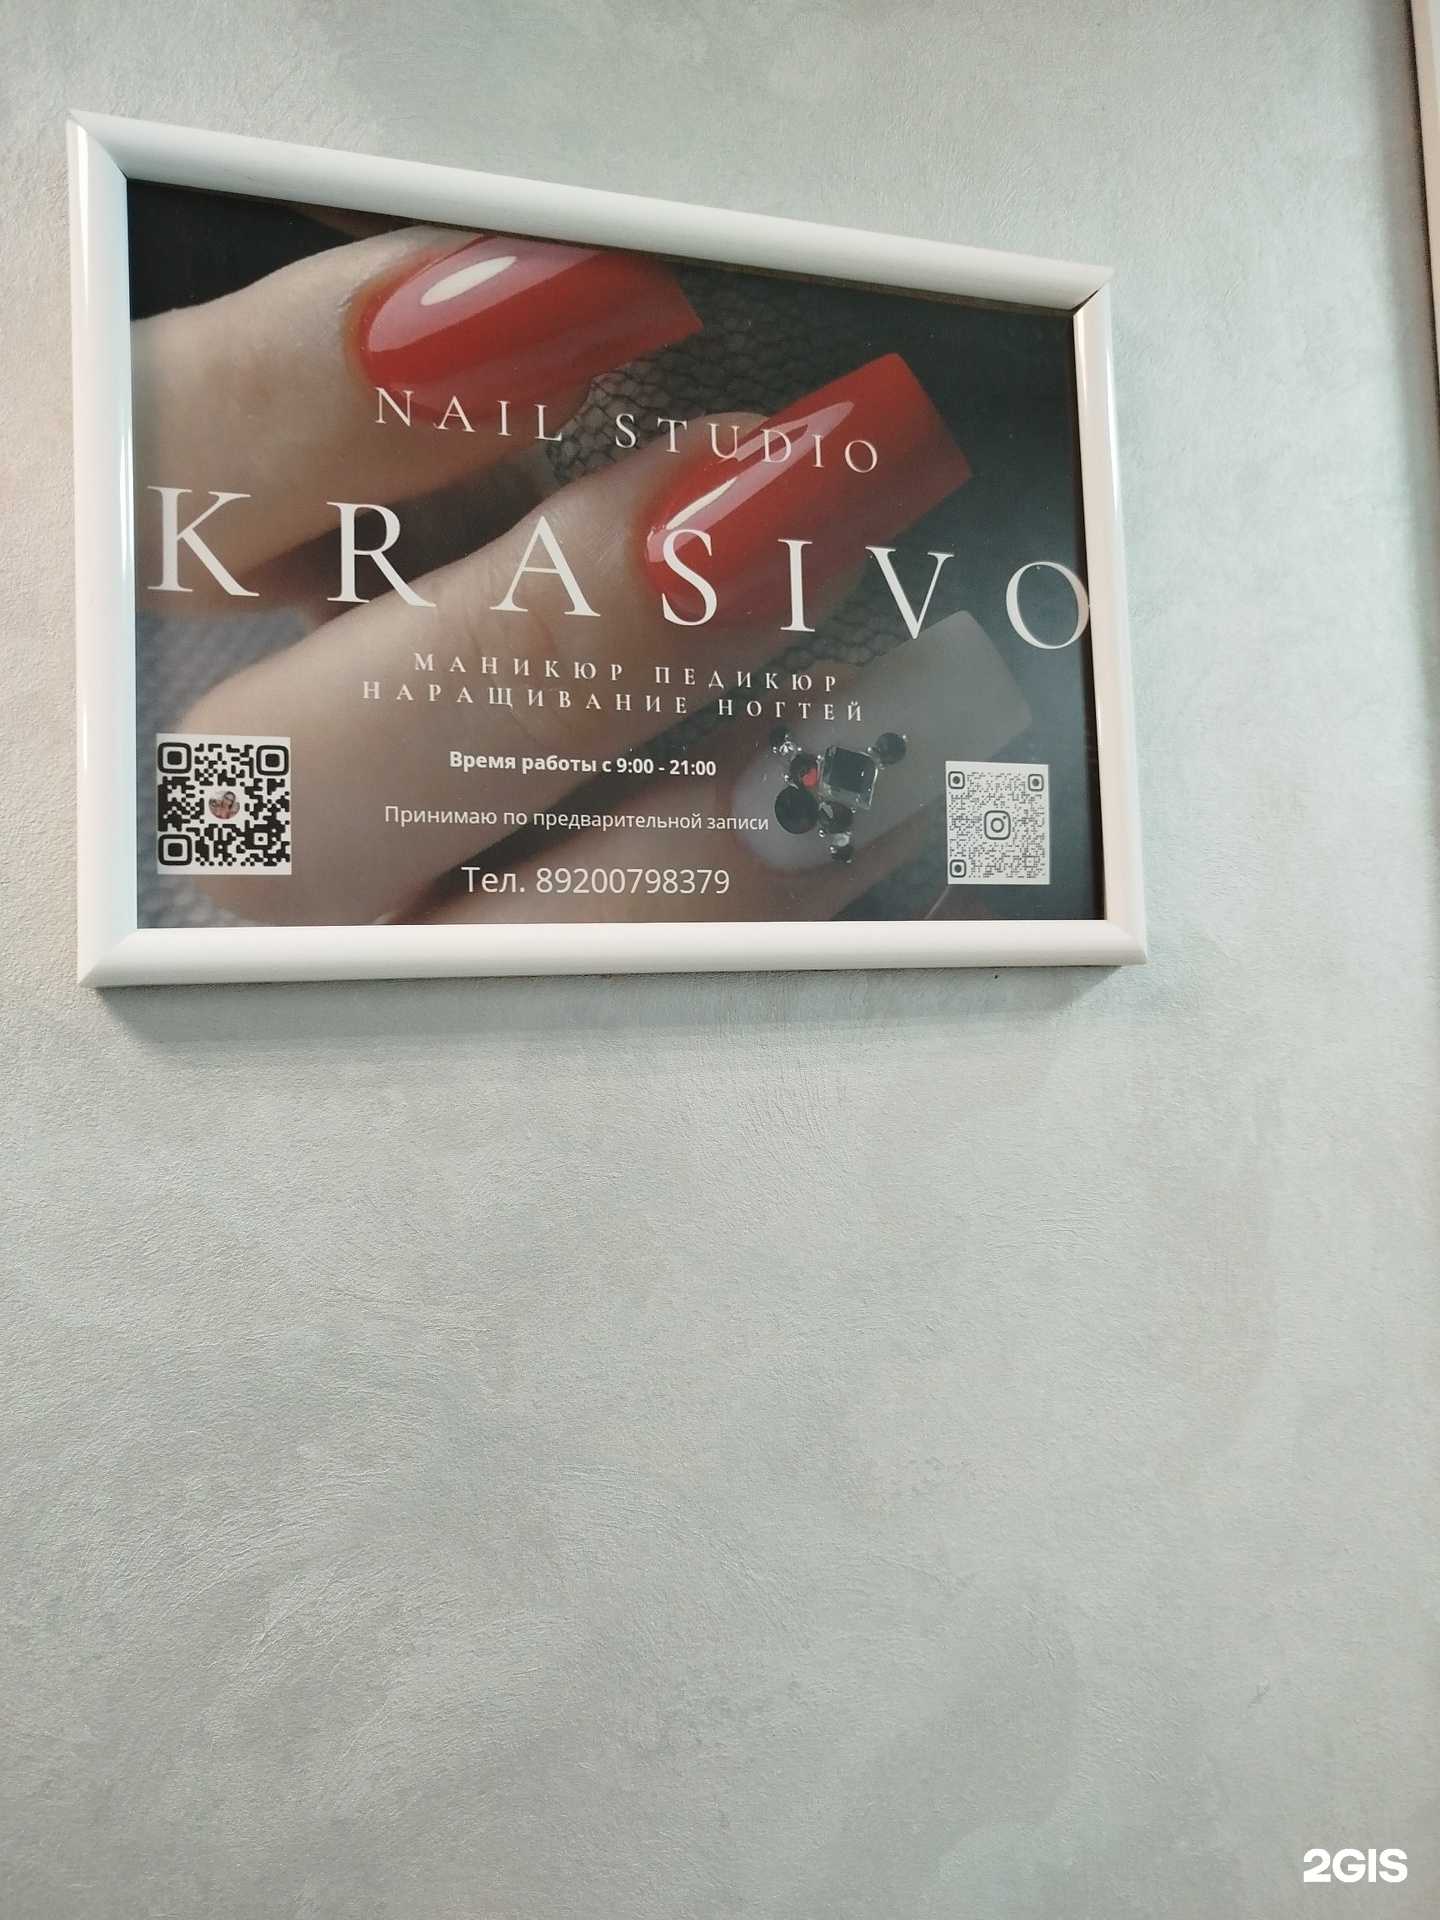 NAIL STUDIO
KRASIVO
МАНИКЮР ПЕДИКЮР
НАРАЩИВАНИЕ НОГТЕЙ
Время работы с 9:00 - 21:00
Принимаю по предварительной записи
Тел. 89200798379
2GIS